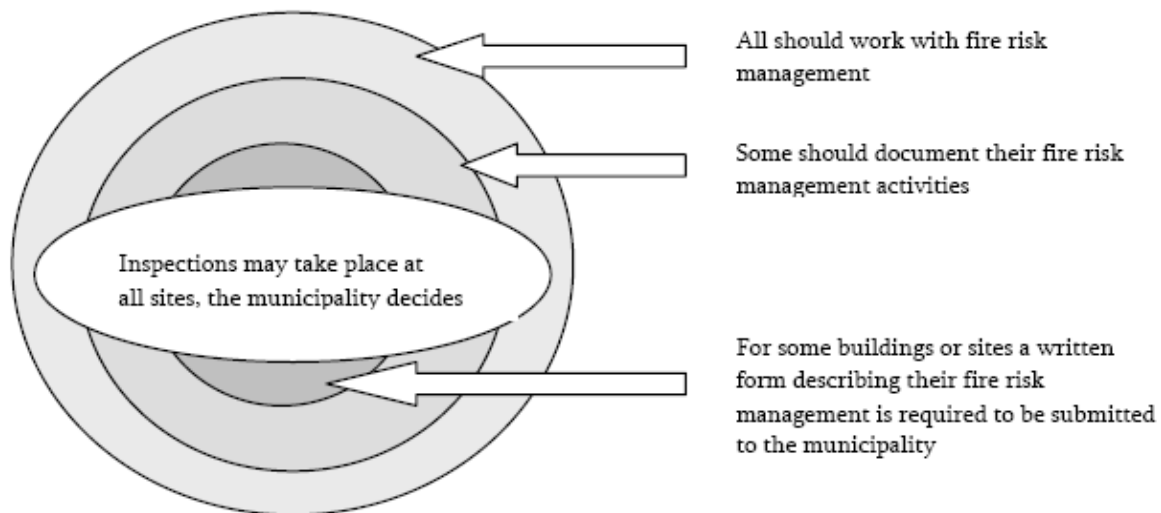 All should work with fire risk
management
Some should document their fire risk
management activities
Inspections may take place at
all sites, the municipality decides
For some buildings or sites a written
form describing their fire risk
management is required to be submitted
to the municipality